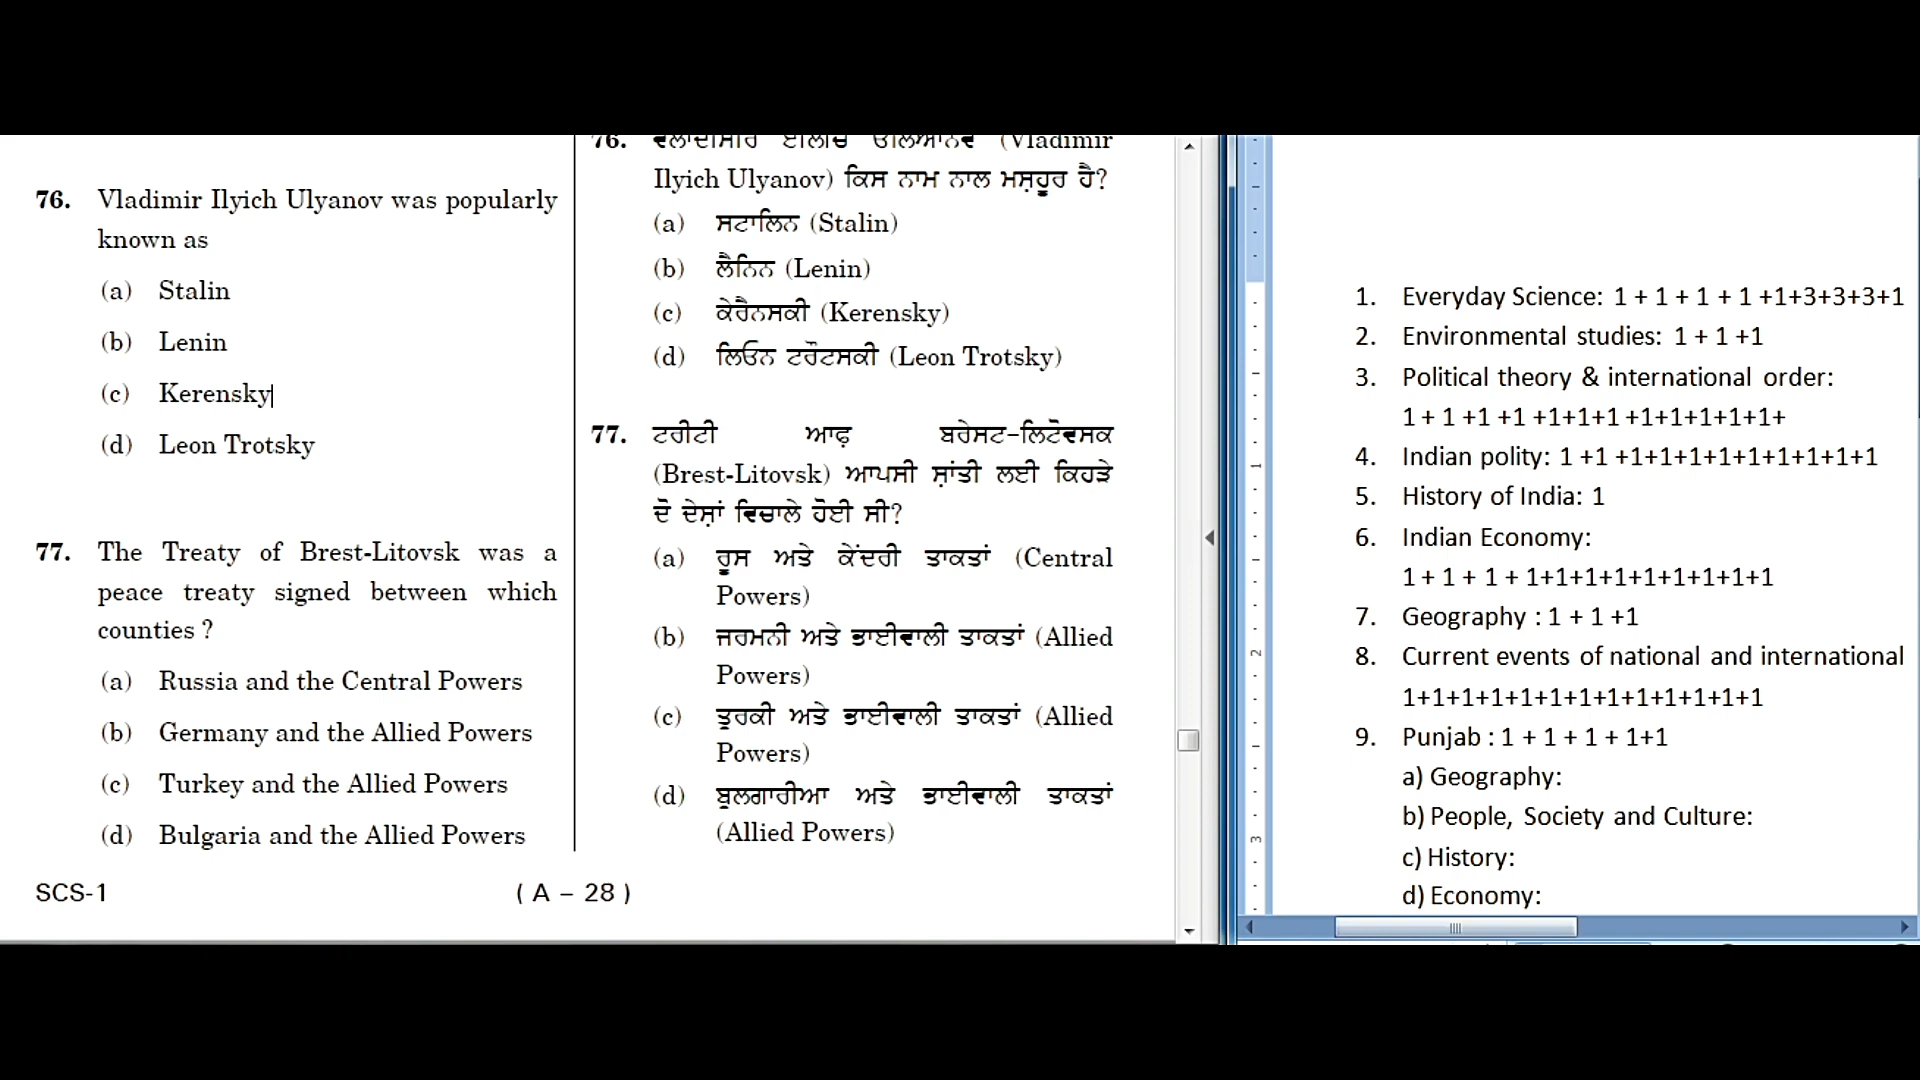 76. Vladimir Ilyich Ulyanov was popularly
known as
(a) Stalin
(b) Lenin
(c) Kerensky
(d) Leon Trotsky
77. The Treaty of Brest-Litovsk was a
peace treaty signed between which
counties ?
(a) Russia and the Central Powers
(b) Germany and the Allied Powers
(c) Turkey and the Allied Powers
(d) Bulgaria and the Allied Powers
SCS-1
( A – 28 )
76. ਵਲਾਦੀਮੀਰ ਈਲੀਚ ਓਲਿਆਨੋਵ (Vladimir
Ilyich Ulyanov) ਕਿਸ ਨਾਮ ਨਾਲ ਮਸ਼ਹੂਰ ਹੈ?
(a) ਸਟਾਲਿਨ (Stalin)
(b) ਲੈਨਿਨ (Lenin)
(c) ਕੇਰੈਨਸਕੀ (Kerensky)
(d) ਲਿਓਨ ਟਰੌਟਸਕੀ (Leon Trotsky)
77. ਟਰੀਟੀ ਆਫ਼ ਬਰੇਸਟ-ਲਿਟੋਵਸਕ
(Brest-Litovsk) ਆਪਸੀ ਸ਼ਾਂਤੀ ਲਈ ਕਿਹੜੇ
ਦੋ ਦੇਸ਼ਾਂ ਵਿਚਾਲੇ ਹੋਈ ਸੀ?
(a) ਰੂਸ ਅਤੇ ਕੇਂਦਰੀ ਤਾਕਤਾਂ (Central
Powers)
(b) ਜਰਮਨੀ ਅਤੇ ਭਾਈਵਾਲੀ ਤਾਕਤਾਂ (Allied
Powers)
(c) ਤੁਰਕੀ ਅਤੇ ਭਾਈਵਾਲੀ ਤਾਕਤਾਂ (Allied
Powers)
(d) ਬੁਲਗਾਰੀਆ ਅਤੇ ਭਾਈਵਾਲੀ ਤਾਕਤਾਂ
(Allied Powers)
1
2
3
1. Everyday Science: 1 + 1 + 1 + 1 +1+3+3+3+1
2. Environmental studies: 1 + 1 +1
3. Political theory & international order:
1 + 1 +1 +1 +1+1+1 +1+1+1+1+1+
4. Indian polity: 1 +1 +1+1+1+1+1+1+1+1+1
5. History of India: 1
6. Indian Economy:
1 + 1 + 1 + 1+1+1+1+1+1+1+1+1
7. Geography : 1 + 1 +1
8. Current events of national and international
1+1+1+1+1+1+1+1+1+1+1+1+1
9. Punjab : 1 + 1 + 1 + 1+1
a) Geography:
b) People, Society and Culture:
c) History:
d) Economy: